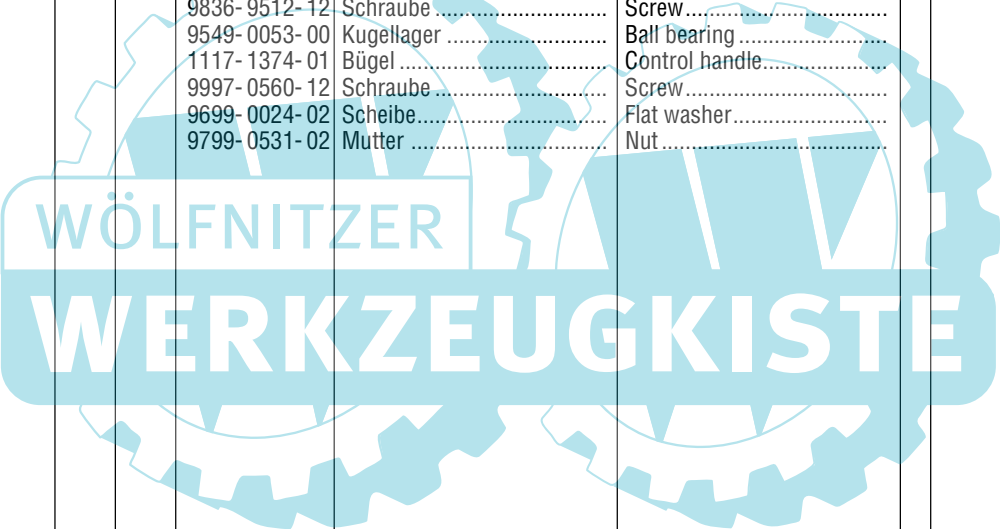 9836-9512-12 Schraube.............................. Screw..................................
9549-0053-00 Kugellager ........................... Ball bearing .........................
1117-1374-01 Bügel ................................... Control handle.....................
9997-0560-12 Schraube ............................. Screw..................................
9699-0024-02 Scheibe................................ Flat washer..........................
9799-0531-02 Mutter ................................. Nut ......................................
WÖLFNITZER
WERKZEUGKISTE